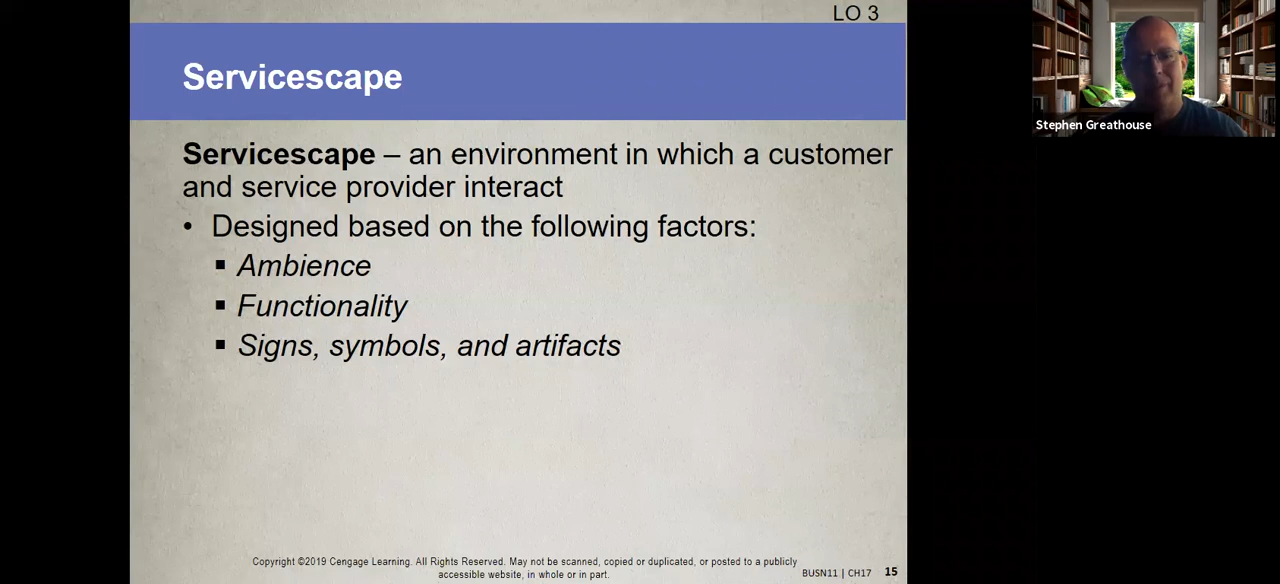 LO 3
Servicescape
Stephen Greathouse
Servicescape – an environment in which a customer
and service provider interact
• Designed based on the following factors:
▪ Ambience
▪ Functionality
▪ Signs, symbols, and artifacts
Copyright ©2019 Cengage Learning. All Rights Reserved. May not be scanned, copied or duplicated, or posted to a publicly
accessible website, in whole or in part.
BUSN11 | CH17 15